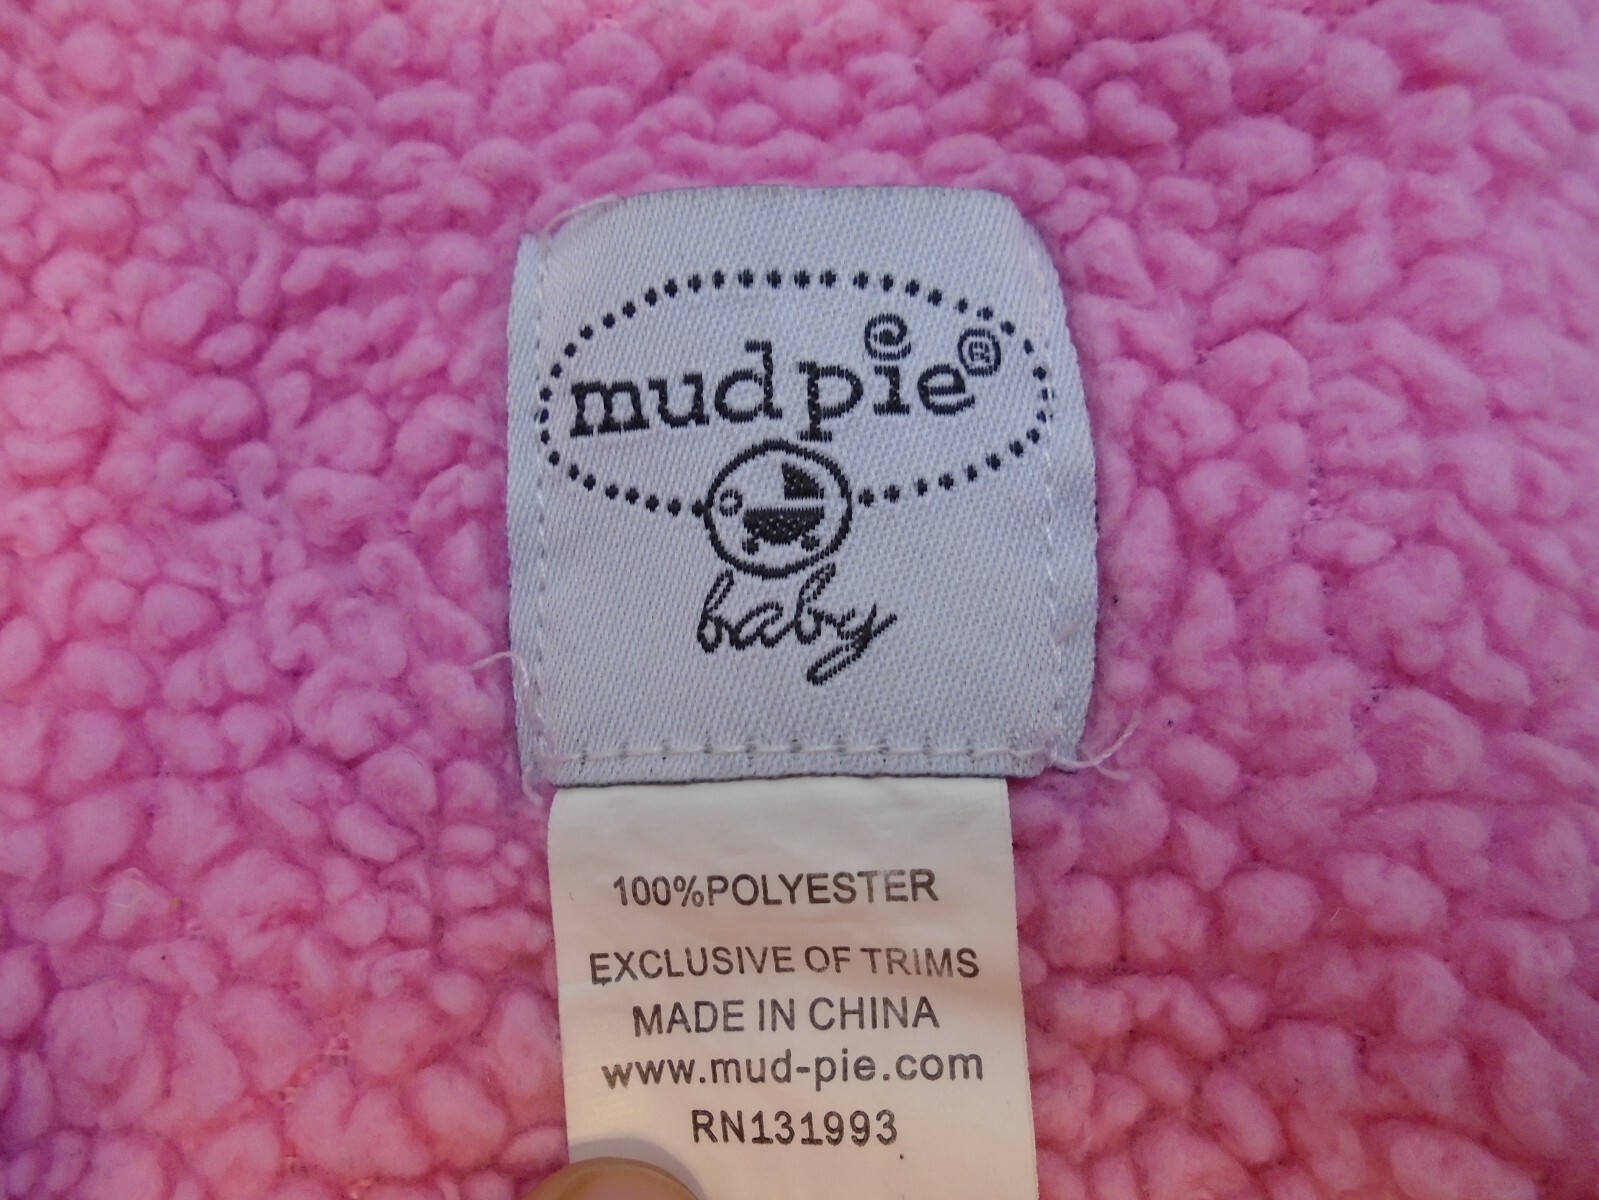 mud pie®
baby
100%POLYESTER
EXCLUSIVE OF TRIMS
MADE IN CHINA
www.mud-pie.com
RN131993